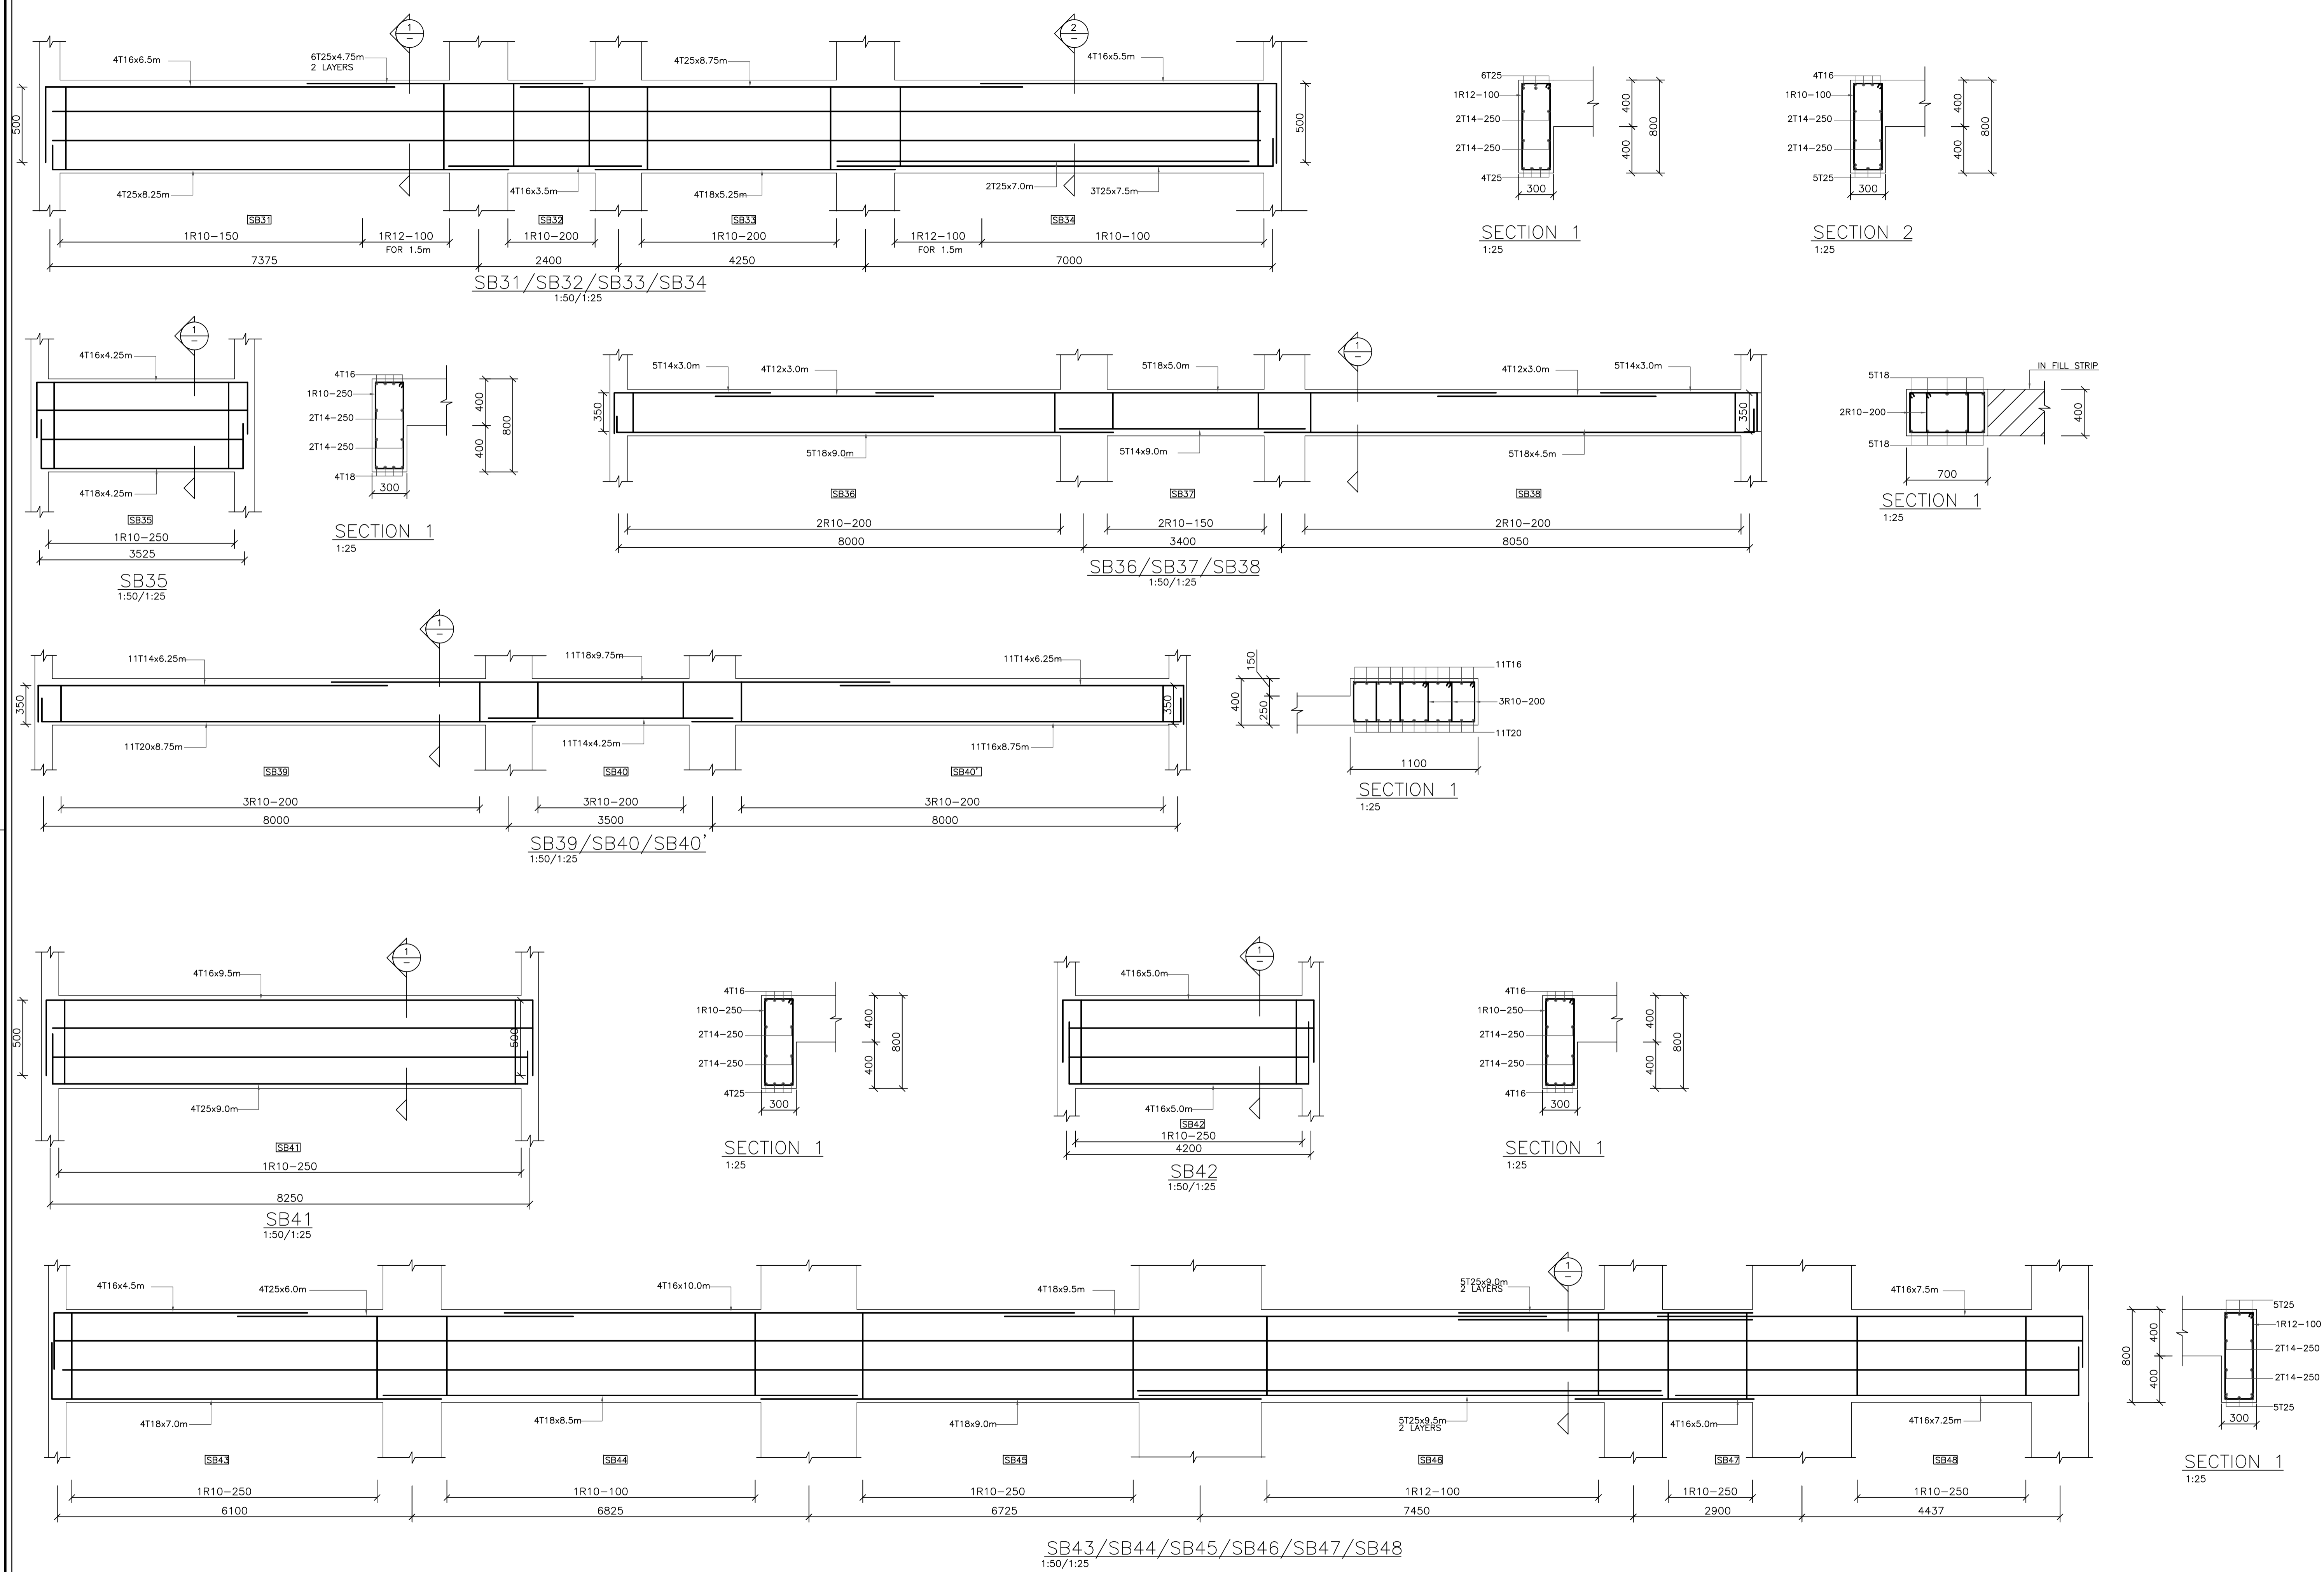 1
–
2
–
4T16x6.5m
6T25x4.75m
2 LAYERS
4T25x8.75m
4T16x5.5m
500
500
4T25x8.25m
4T16x3.5m
4T18x5.25m
2T25x7.0m
3T25x7.5m
SB31
SB32
SB33
SB34
1R10-150
1R12-100
FOR 1.5m
1R10-200
1R10-200
1R12-100
FOR 1.5m
1R10-100
7375
2400
4250
7000
SB31/SB32/SB33/SB34
1:50/1:25
6T25
1R12-100
2T14-250
2T14-250
4T25
300
400
400
800
SECTION 1
1:25
4T16
1R10-100
2T14-250
2T14-250
5T25
300
400
400
800
SECTION 2
1:25
1
–
4T16x4.25m
4T18x4.25m
SB35
1R10-250
3525
SB35
1:50/1:25
4T16
1R10-250
2T14-250
2T14-250
4T18
300
400
400
800
SECTION 1
1:25
1
–
5T14x3.0m
4T12x3.0m
5T18x5.0m
4T12x3.0m
5T14x3.0m
350
350
5T18x9.0m
5T14x9.0m
5T18x4.5m
SB36
SB37
SB38
2R10-200
2R10-150
2R10-200
8000
3400
8050
SB36/SB37/SB38
1:50/1:25
5T18
IN FILL STRIP
2R10-200
400
5T18
700
SECTION 1
1:25
1
–
11T14x6.25m
11T18x9.75m
11T14x6.25m
350
350
11T20x8.75m
11T14x4.25m
11T16x8.75m
SB39
SB40
SB40'
3R10-200
3R10-200
3R10-200
8000
3500
8000
SB39/SB40/SB40'
1:50/1:25
150
400
250
11T16
3R10-200
11T20
1100
SECTION 1
1:25
1
–
4T16x9.5m
500
500
4T25x9.0m
SB41
1R10-250
8250
SB41
1:50/1:25
4T16
1R10-250
2T14-250
2T14-250
4T25
300
400
400
800
SECTION 1
1:25
1
–
4T16x5.0m
4T16x5.0m
SB42
1R10-250
4200
SB42
1:50/1:25
4T16
1R10-250
2T14-250
2T14-250
4T16
300
400
400
800
SECTION 1
1:25
1
–
4T16x4.5m
4T25x6.0m
4T16x10.0m
4T18x9.5m
5T25x9.0m
2 LAYERS
4T16x7.5m
4T18x7.0m
4T18x8.5m
4T18x9.0m
5T25x9.5m
2 LAYERS
4T16x5.0m
4T16x7.25m
SB43
SB44
SB45
SB46
SB47
SB48
1R10-250
1R10-100
1R10-250
1R12-100
1R10-250
1R10-250
6100
6825
6725
7450
2900
4437
SB43/SB44/SB45/SB46/SB47/SB48
1:50/1:25
5T25
1R12-100
2T14-250
2T14-250
5T25
800
400
400
300
SECTION 1
1:25